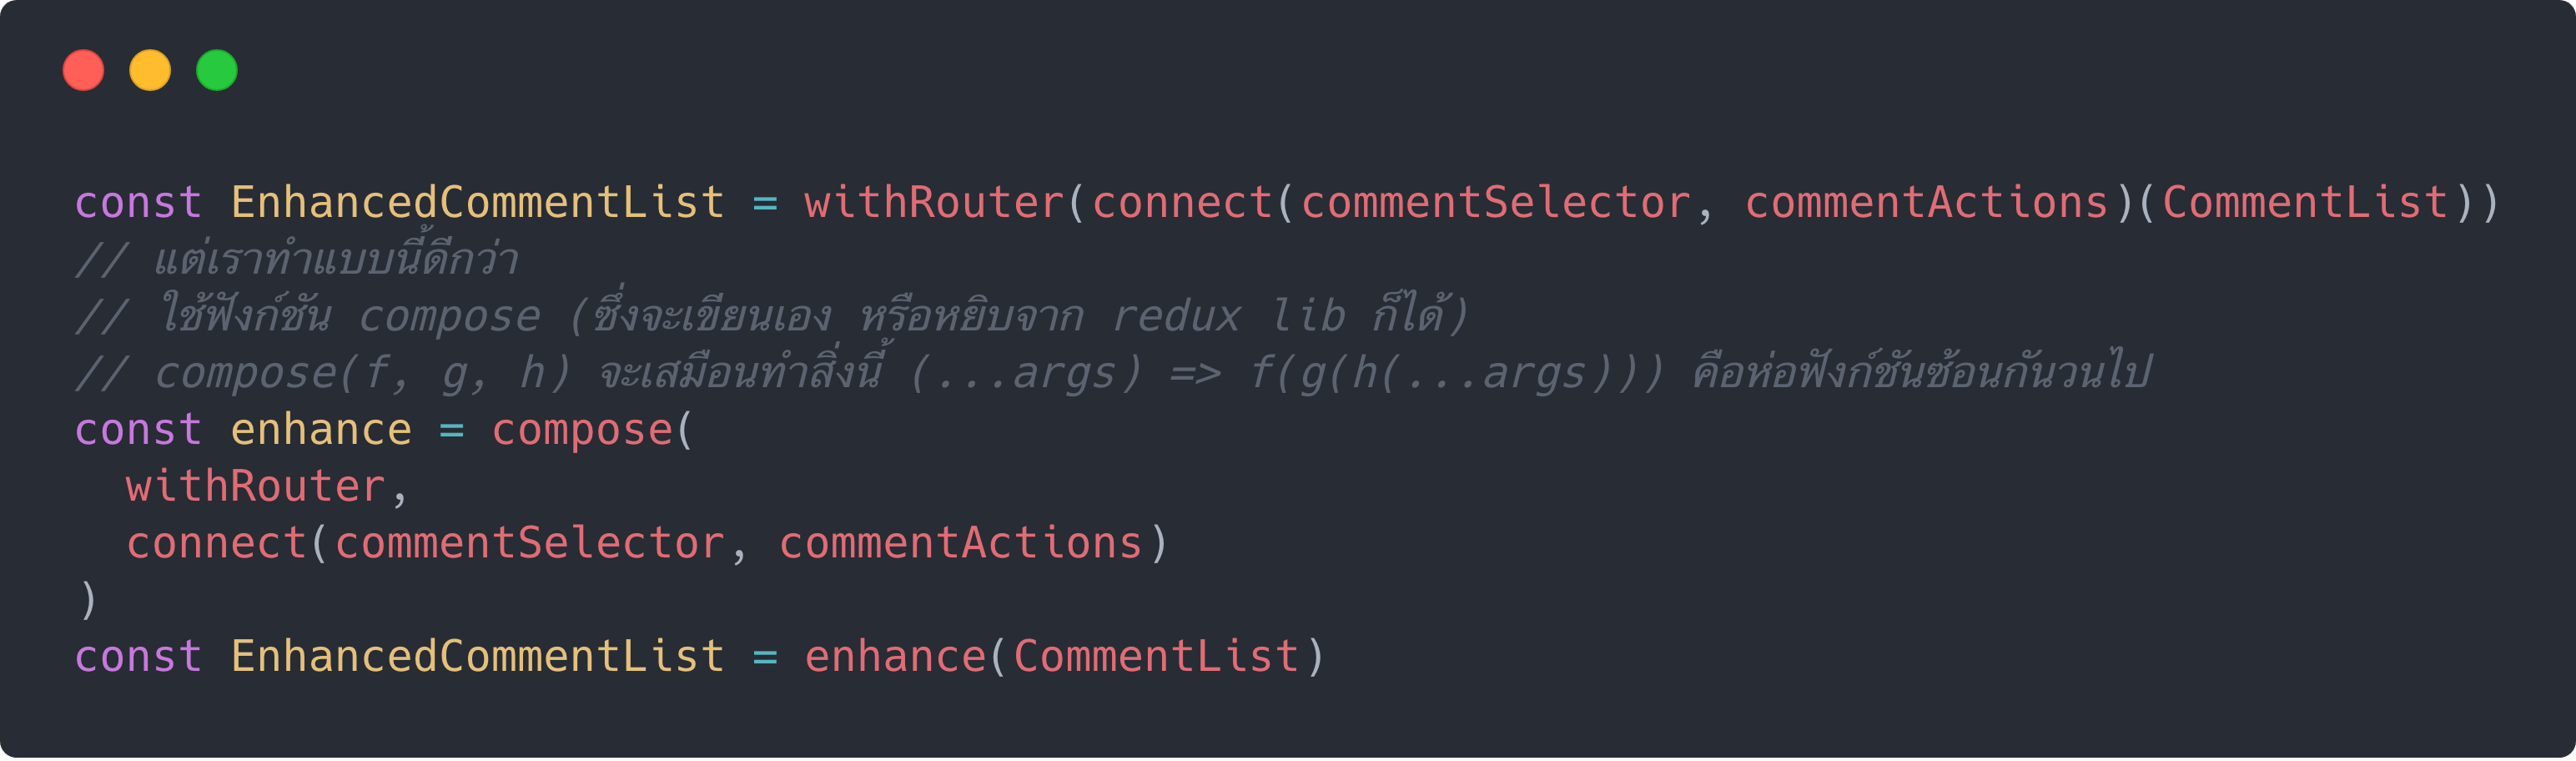 const EnhancedCommentList = withRouter(connect(commentSelector, commentActions)(CommentList))
// แต่เราทำแบบนี้ดีกว่า
// ใช้ฟังก์ชัน compose (ซึ่งจะเขียนเอง หรือหยิบจาก redux lib ก็ได้)
// compose(f, g, h) จะเสมือนทำสิ่งนี้ (...args) => f(g(h(...args))) คือห่อฟังก์ชันซ้อนกันวนไป
const enhance = compose(
  withRouter,
  connect(commentSelector, commentActions)
)
const EnhancedCommentList = enhance(CommentList)